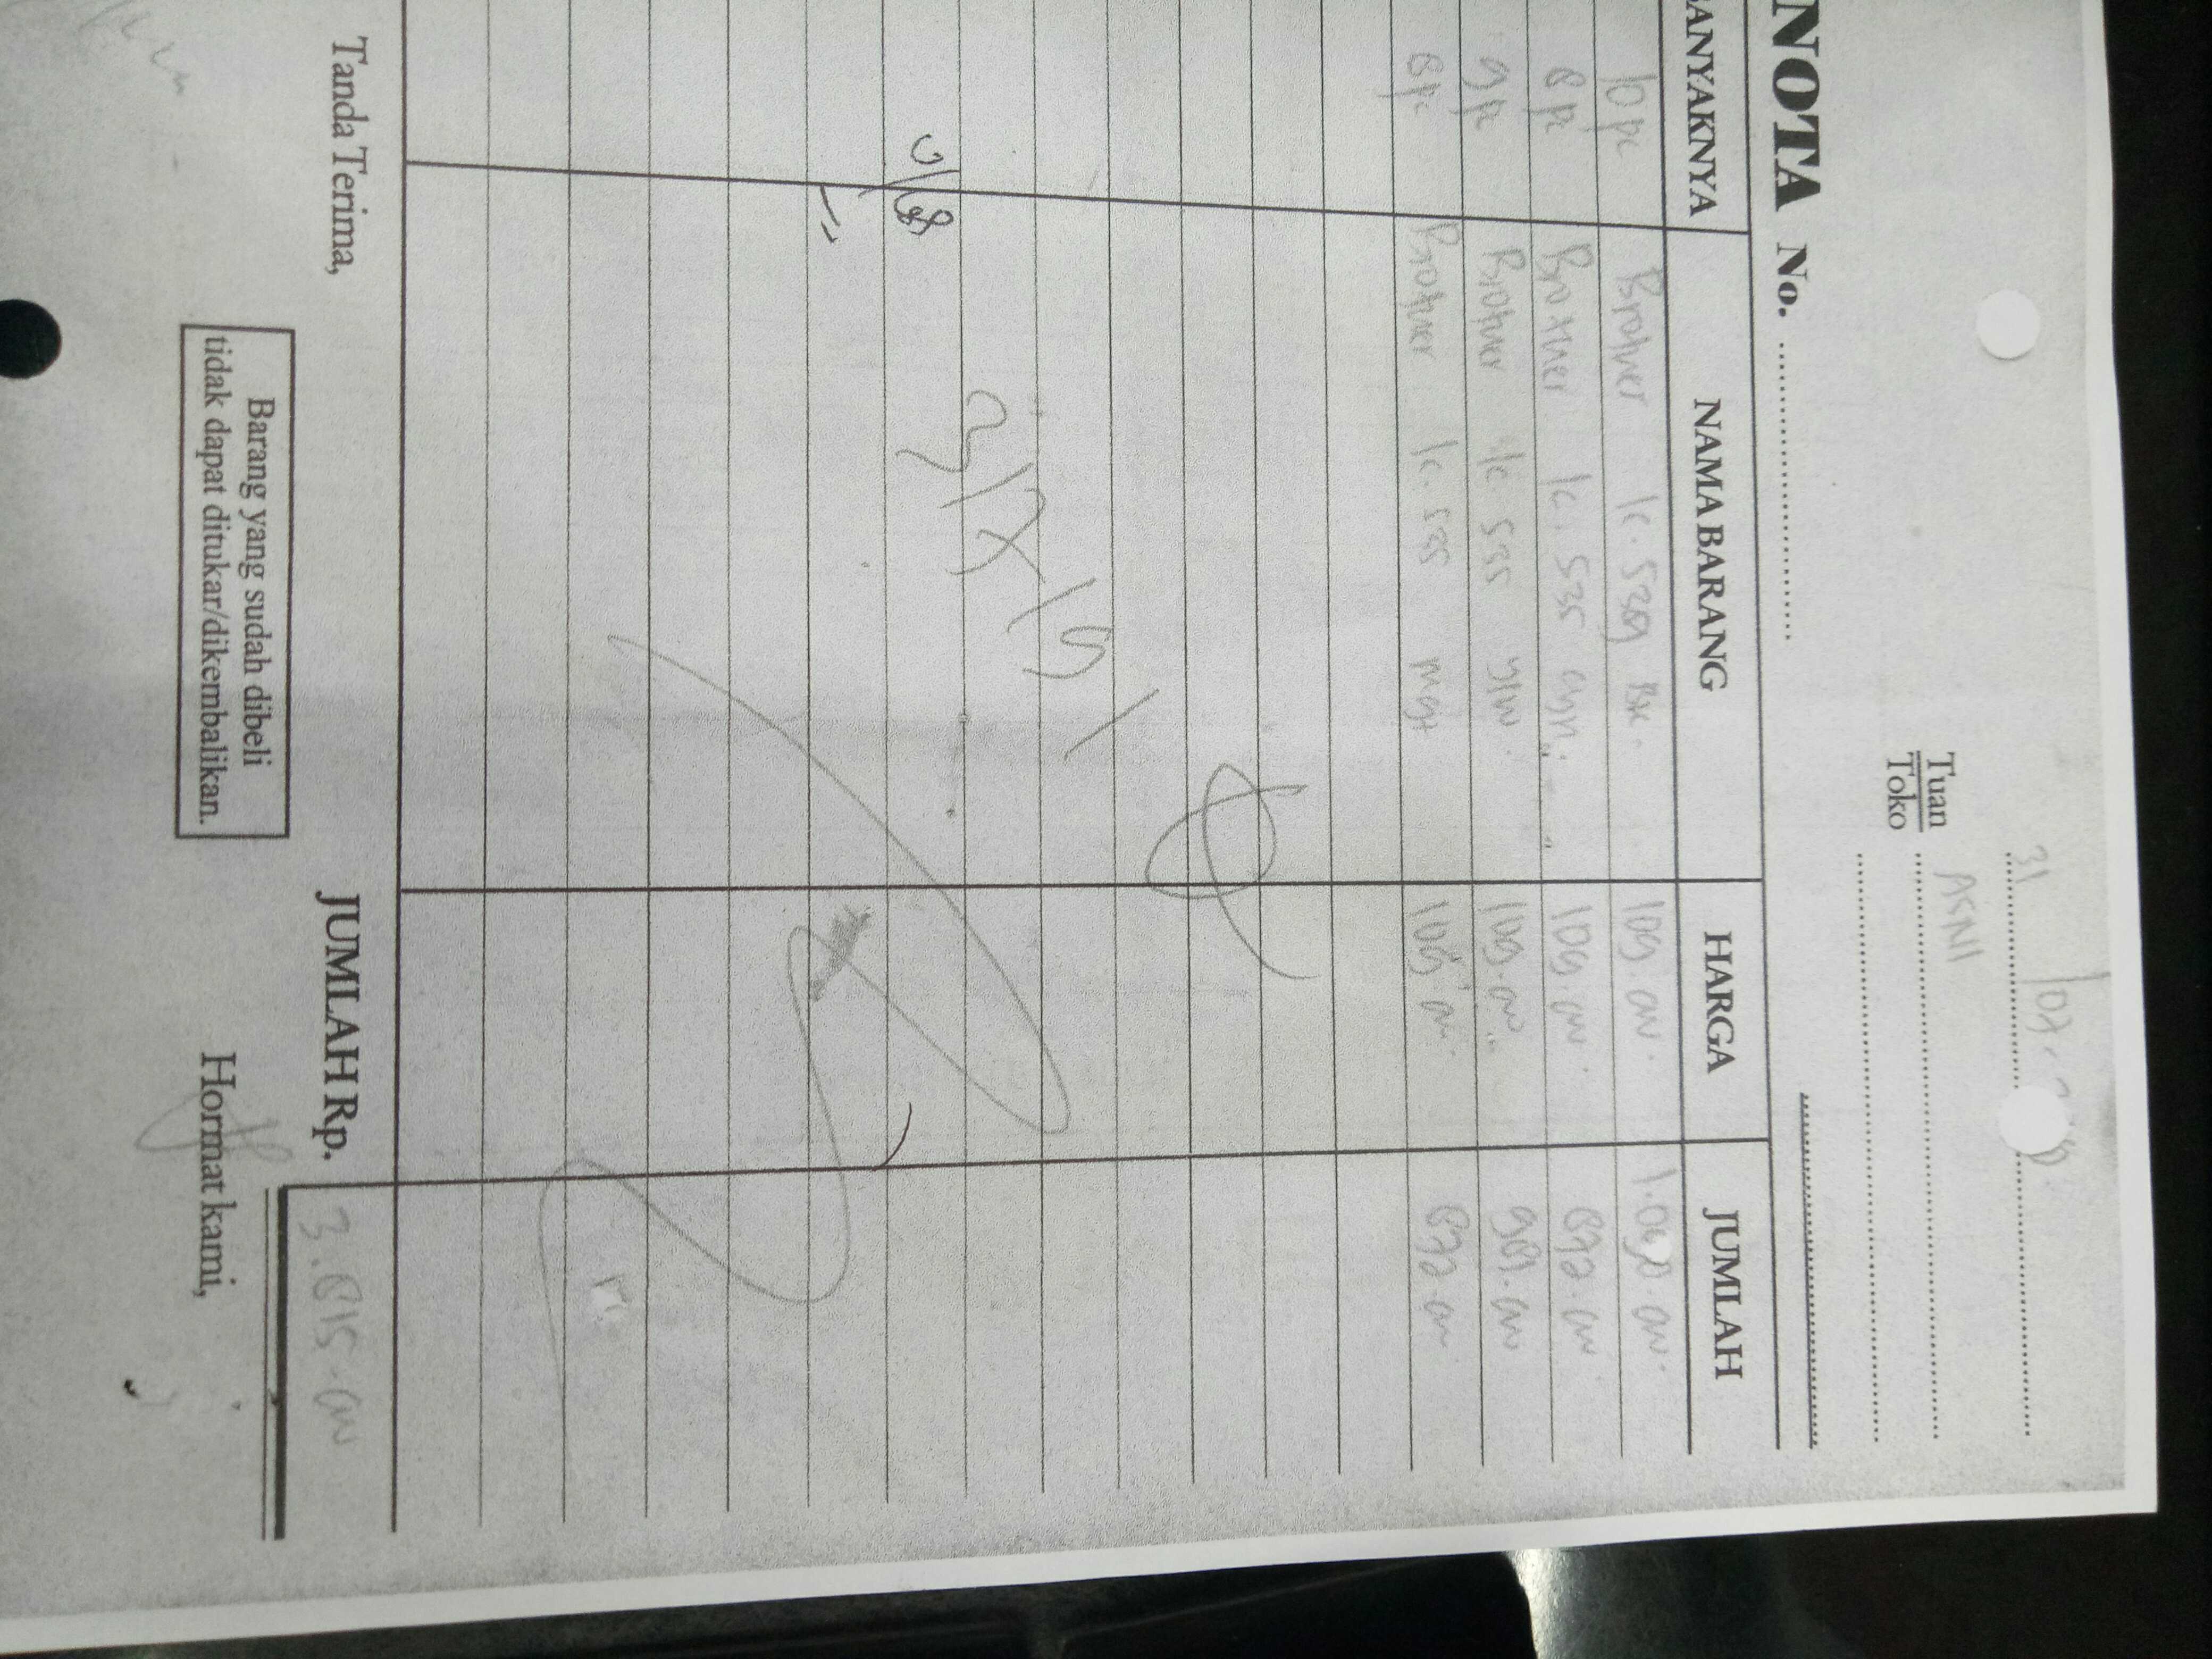 31/07-
Tuan
Toko
ASNI
NOTA No.
ANYAKNYA NAMA BARANG HARGA JUMLAH
10 pc Brother lc. 539 BK. 109.000. 1.090.000.
8 pc Brother lc. 535 cyn. 109.000. 872.000
9 pc Brother lc 535 ylw. 109.000 981.000
8 pc Brother lc. 535 mgt 109.000. 872.000
31/7/19
JUMLAH Rp. 3.815.000
Tanda Terima,
Barang yang sudah dibeli
tidak dapat ditukar/dikembalikan.
Hormat kami,